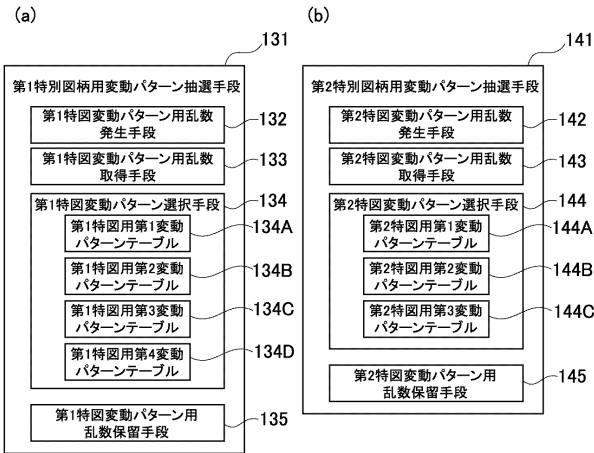 (a)
131
第1特別図柄用変動パターン抽選手段
第1特図変動パターン用乱数
発生手段
132
第1特図変動パターン用乱数
取得手段
133
第1特図変動パターン選択手段
134
第1特図用第1変動
パターンテーブル
134A
第1特図用第2変動
パターンテーブル
134B
第1特図用第3変動
パターンテーブル
134C
第1特図用第4変動
パターンテーブル
134D
第1特図変動パターン用
乱数保留手段
135
(b)
141
第2特別図柄用変動パターン抽選手段
第2特図変動パターン用乱数
発生手段
142
第2特図変動パターン用乱数
取得手段
143
第2特図変動パターン選択手段
144
第2特図用第1変動
パターンテーブル
144A
第2特図用第2変動
パターンテーブル
144B
第2特図用第3変動
パターンテーブル
144C
第2特図変動パターン用
乱数保留手段
145